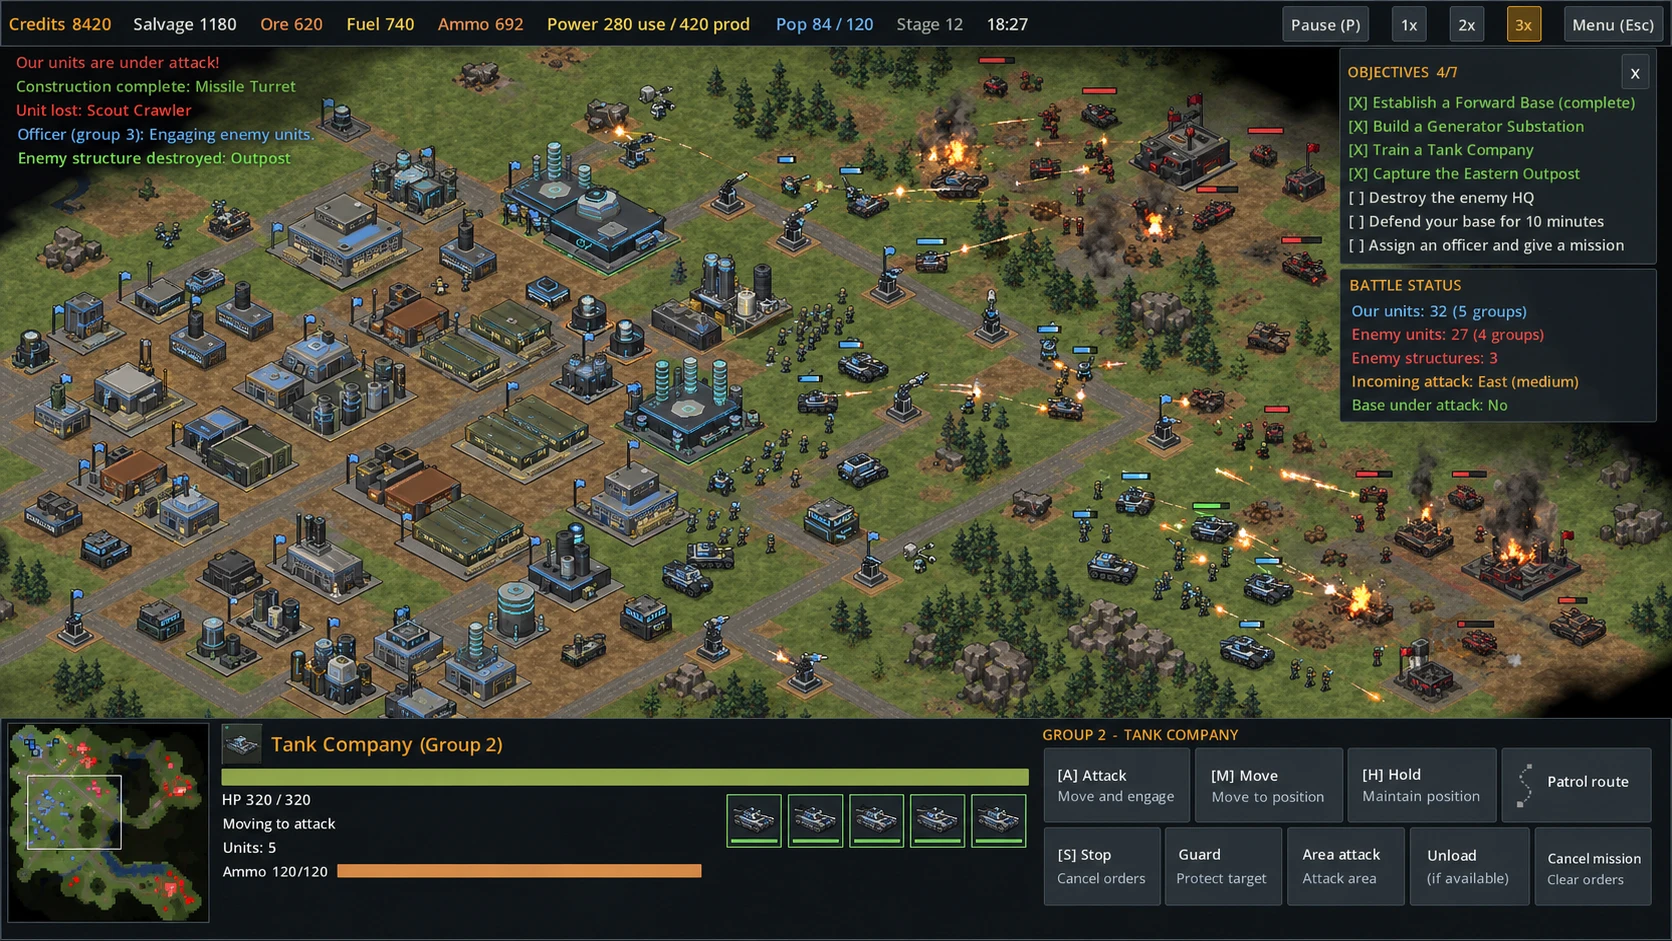 Credits 8420 Salvage 1180 Ore 620 Fuel 740 Ammo 692 Power 280 use / 420 prod Pop 84 / 120 Stage 12 18:27 Pause (P) 1x 2x 3x Menu (Esc)
Our units are under attack!
Construction complete: Missile Turret
Unit lost: Scout Crawler
Officer (group 3): Engaging enemy units.
Enemy structure destroyed: Outpost
OBJECTIVES 4/7 X
[X] Establish a Forward Base (complete)
[X] Build a Generator Substation
[X] Train a Tank Company
[X] Capture the Eastern Outpost
[ ] Destroy the enemy HQ
[ ] Defend your base for 10 minutes
[ ] Assign an officer and give a mission
BATTLE STATUS
Our units: 32 (5 groups)
Enemy units: 27 (4 groups)
Enemy structures: 3
Incoming attack: East (medium)
Base under attack: No
Tank Company (Group 2)
HP 320 / 320
Moving to attack
Units: 5
Ammo 120/120
GROUP 2 - TANK COMPANY
[A] Attack
Move and engage
[M] Move
Move to position
[H] Hold
Maintain position
Patrol route
[S] Stop
Cancel orders
Guard
Protect target
Area attack
Attack area
Unload
(if available)
Cancel mission
Clear orders